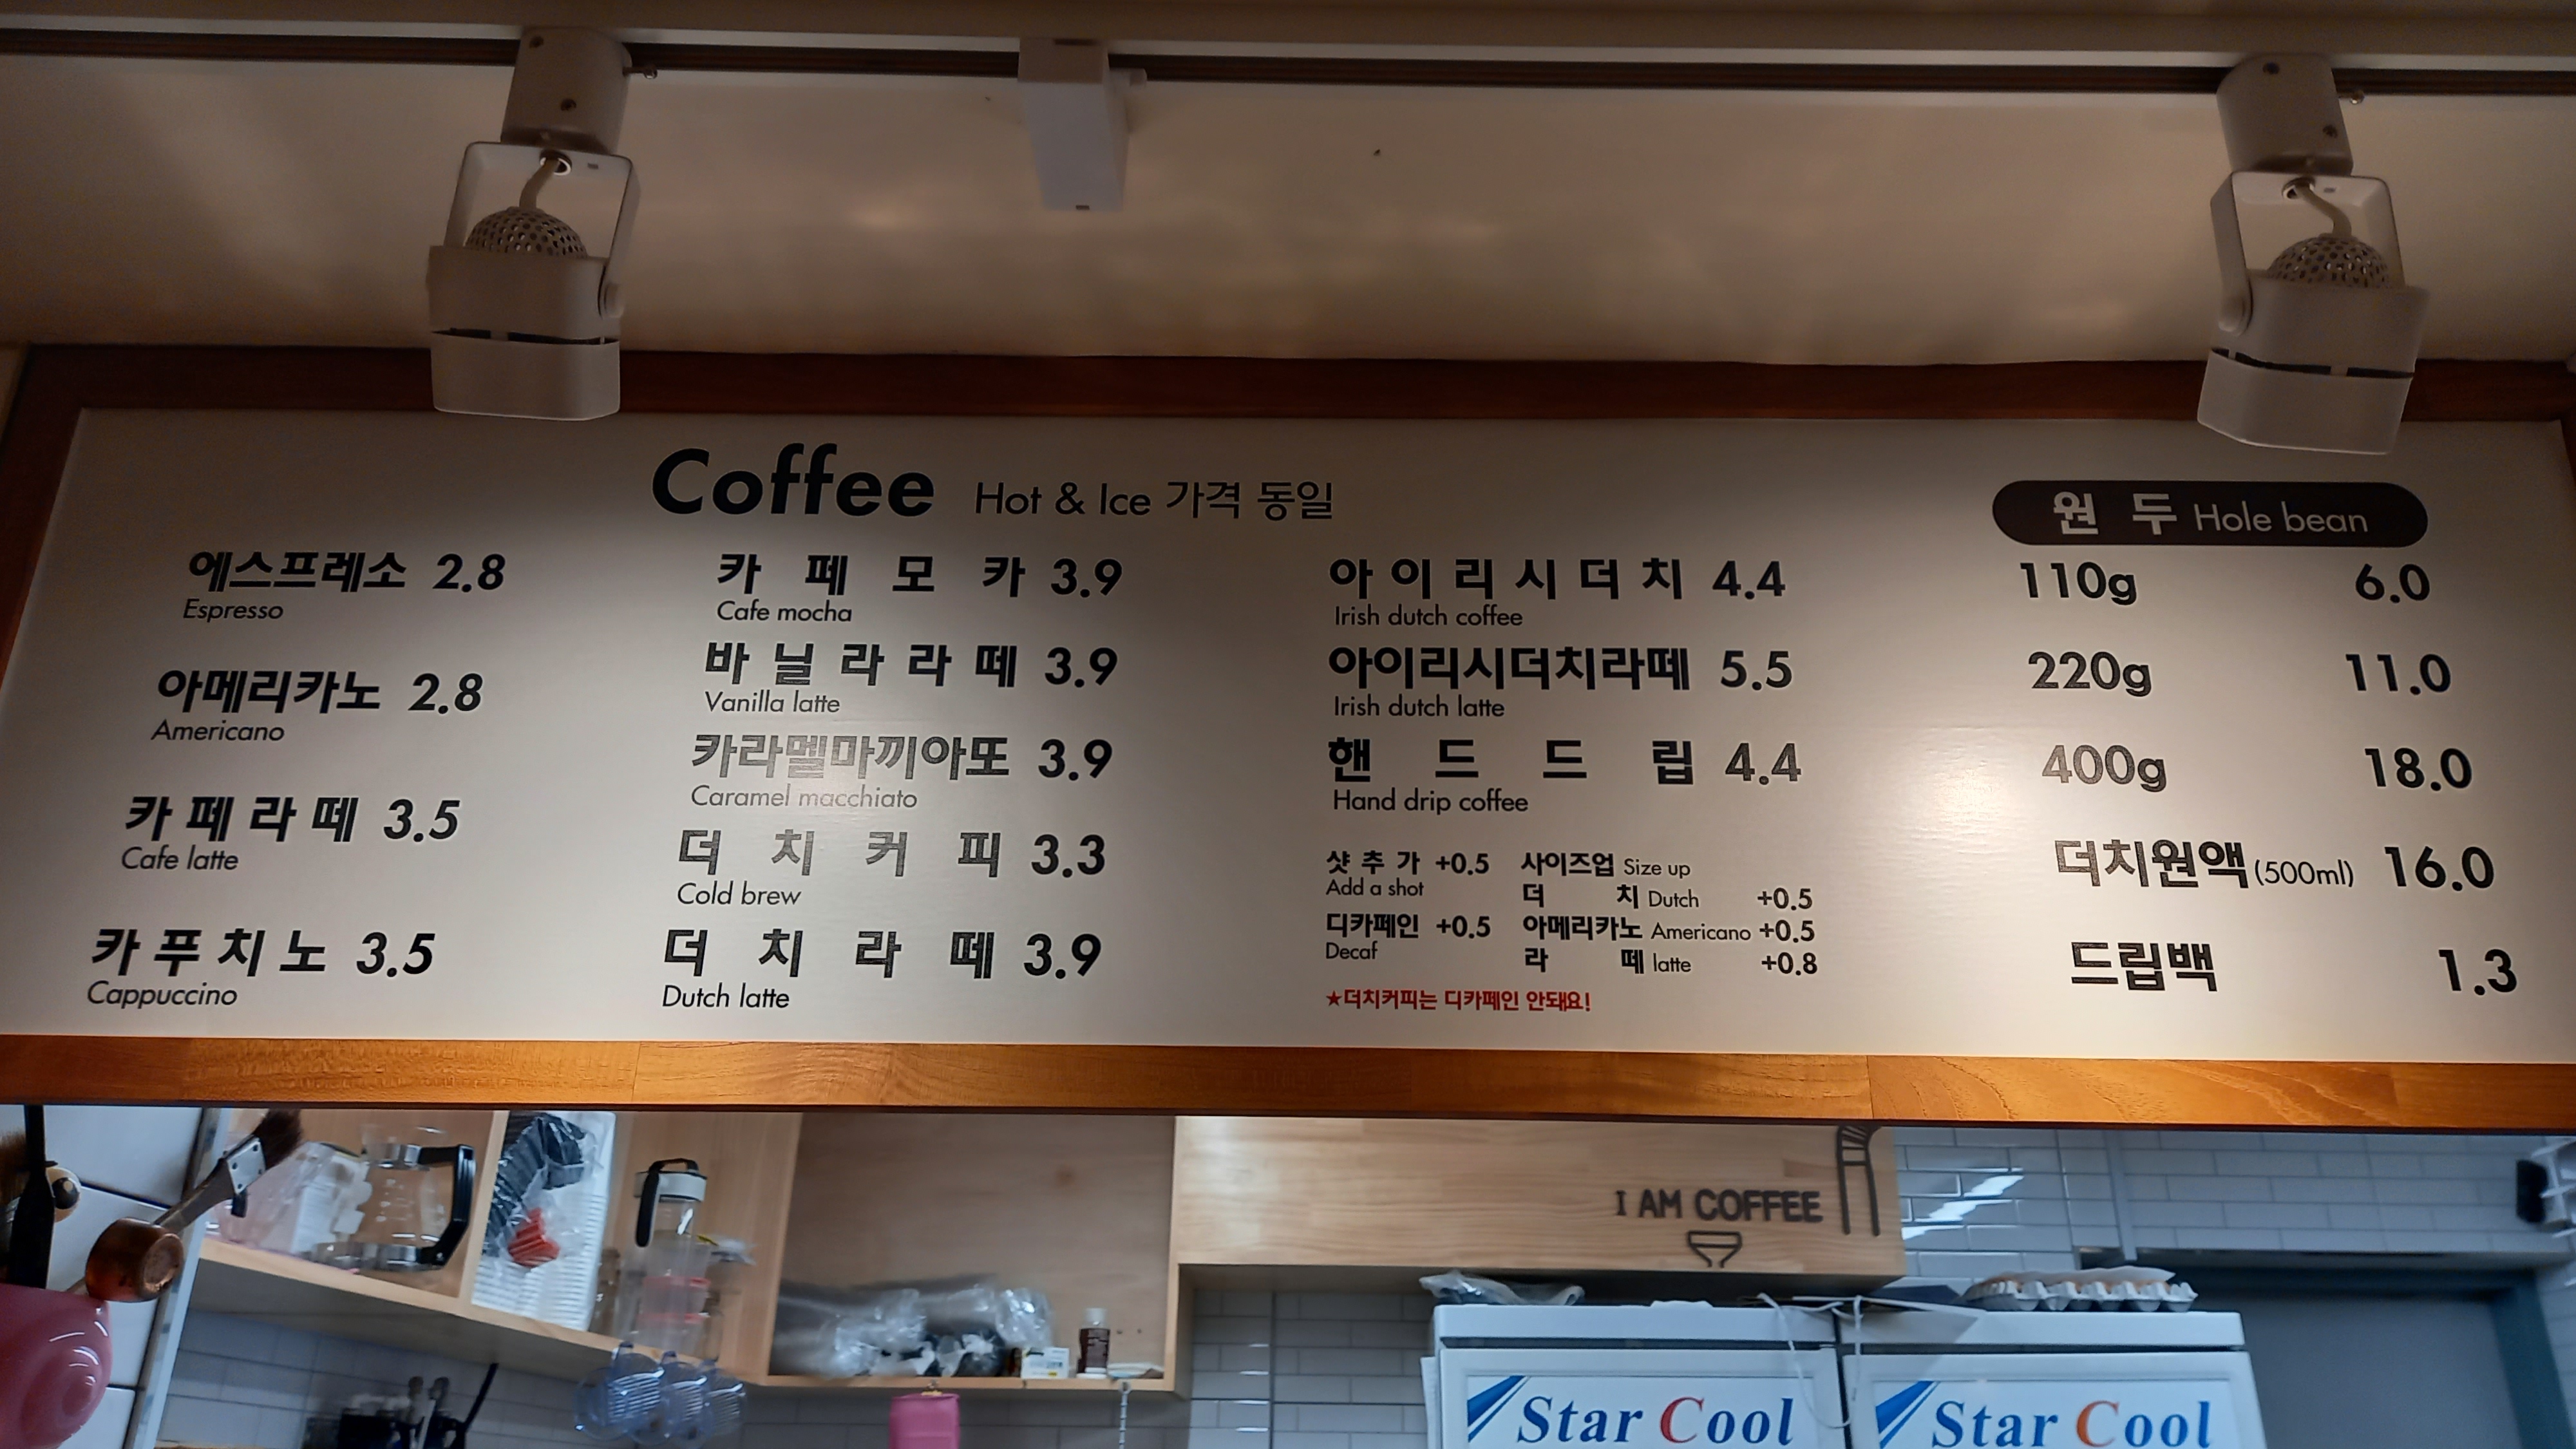 Coffee Hot & Ice 가격 동일
에스프레소 2.8
Espresso
아메리카노 2.8
Americano
카페라떼 3.5
Cafe latte
카푸치노 3.5
Cappuccino
카페모카 3.9
Cafe mocha
바닐라라떼 3.9
Vanilla latte
카라멜마끼아또 3.9
Caramel macchiato
더치커피 3.3
Cold brew
더치라떼 3.9
Dutch latte
아이리시더치 4.4
Irish dutch coffee
아이리시더치라떼 5.5
Irish dutch latte
핸드드립 4.4
Hand drip coffee
샷추가 +0.5
Add a shot
디카페인 +0.5
Decaf
사이즈업 Size up
더치 Dutch +0.5
아메리카노 Americano +0.5
라떼 latte +0.8
★더치커피는 디카페인 안돼요!
원두 Hole bean
110g 6.0
220g 11.0
400g 18.0
더치원액(500ml) 16.0
드립백 1.3
I AM COFFEE
Star Cool
Star Cool